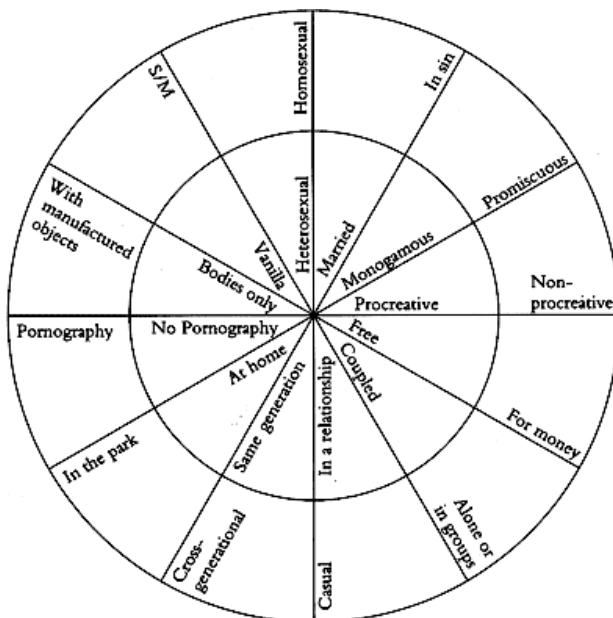 Homosexual
Heterosexual
In sin
Married
Promiscuous
Monogamous
Non-
procreative
Procreative
For money
Free
Alone or
in groups
Coupled
Casual
In a relationship
Cross-
generational
Same generation
In the park
At home
Pornography
No Pornography
With
manufactured
objects
Bodies only
S/M
Vanilla